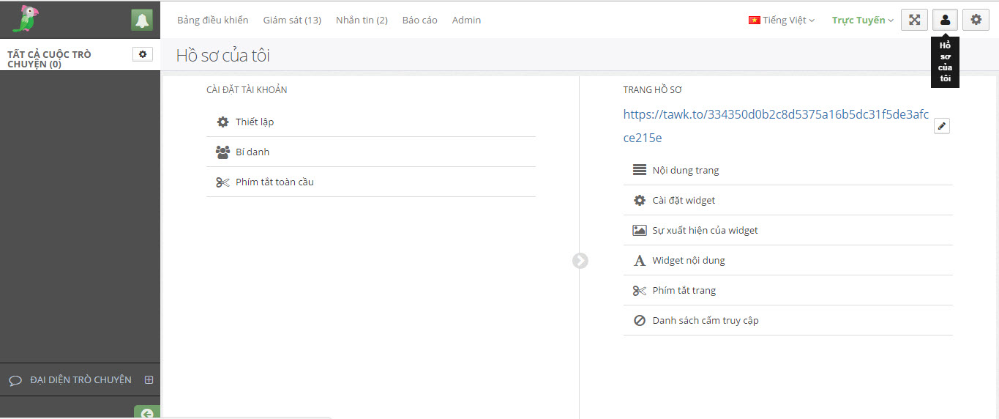 Bảng điều khiển Giám sát (13) Nhắn tin (2) Báo cáo Admin Tiếng Việt Trực Tuyến
Hồ
sơ
của
tôi
TẤT CẢ CUỘC TRÒ
CHUYỆN (0)
Hồ sơ của tôi
CÀI ĐẶT TÀI KHOẢN
Thiết lập
Bí danh
Phím tắt toàn cầu
TRANG HỒ SƠ
https://tawk.to/334350d0b2c8d5375a16b5dc31f5de3afc
ce215e
Nội dung trang
Cài đặt widget
Sự xuất hiện của widget
Widget nội dung
Phím tắt trang
Danh sách cấm truy cập
ĐẠI DIỆN TRÒ CHUYỆN